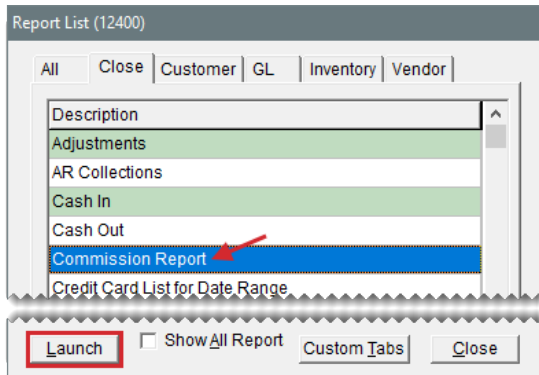 Report List (12400)
All Close Customer GL Inventory Vendor
Description
Adjustments
AR Collections
Cash In
Cash Out
Commission Report
Credit Card List for Date Range
Launch Show All Report Custom Tabs Close